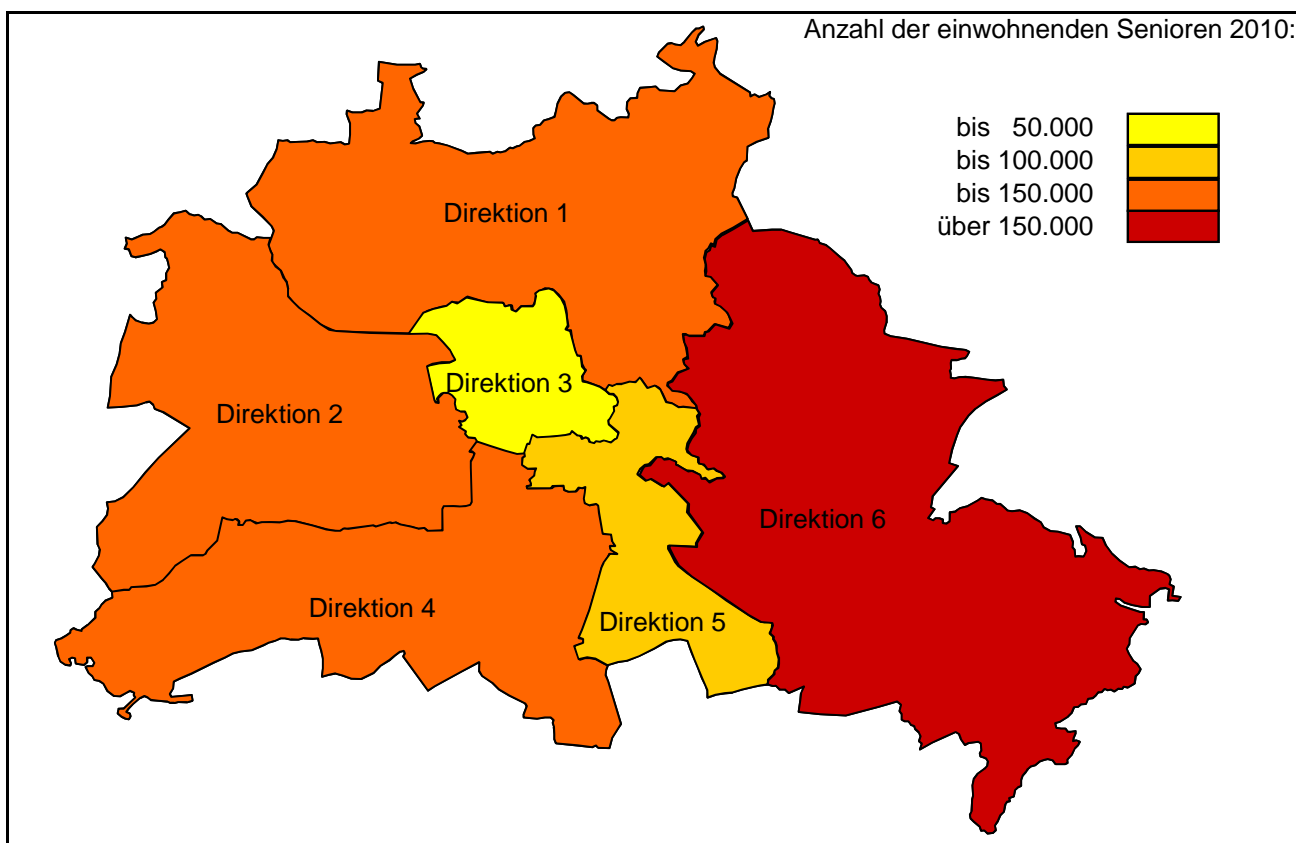 Anzahl der einwohnenden Senioren 2010:
bis 50.000
bis 100.000
bis 150.000
über 150.000
Direktion 1
Direktion 3
Direktion 2
Direktion 6
Direktion 4
Direktion 5